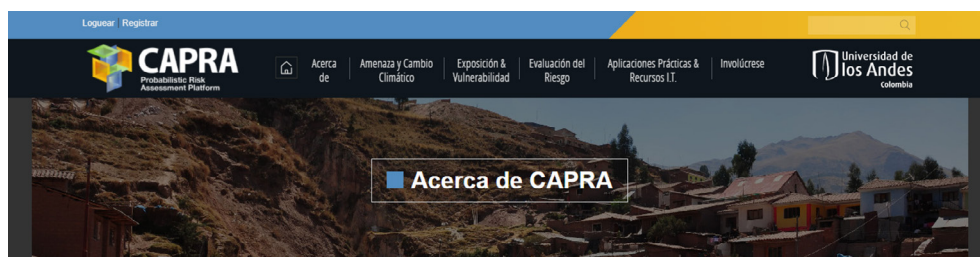 Loguear | Registrar
CAPRA
Probabilistic Risk
Assessment Platform
Acerca
de
Amenaza y Cambio
Climático
Exposición &
Vulnerabilidad
Evaluación del
Riesgo
Aplicaciones Prácticas &
Recursos I.T.
Involúcrese
Universidad de
los Andes
Colombia
Acerca de CAPRA